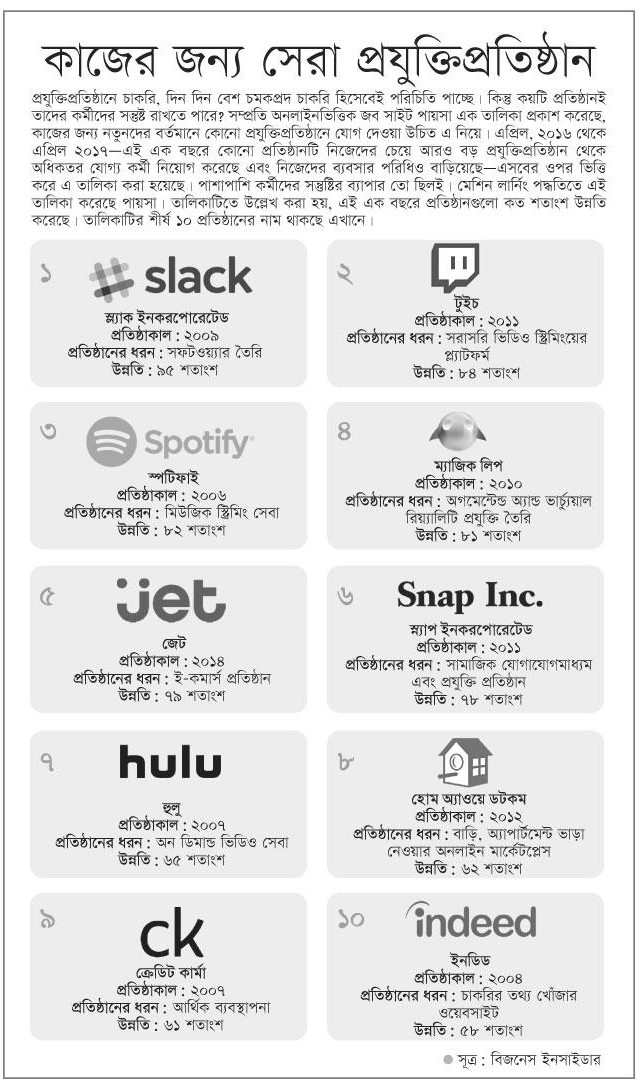 কাজের জন্য সেরা প্রযুক্তিপ্রতিষ্ঠান
প্রযুক্তিপ্রতিষ্ঠানে চাকরি, দিন দিন বেশ চমকপ্রদ চাকরি হিসেবেই পরিচিতি পাচ্ছে। কিন্তু কয়টি প্রতিষ্ঠানই
তাদের কর্মীদের সন্তুষ্ট রাখতে পারে? সম্প্রতি অনলাইনভিত্তিক জব সাইট পায়সা এক তালিকা প্রকাশ করেছে,
কাজের জন্য নতুনদের বর্তমানে কোনো প্রযুক্তিপ্রতিষ্ঠানে যোগ দেওয়া উচিত এ নিয়ে। এপ্রিল, ২০১৬ থেকে
এপ্রিল ২০১৭—এই এক বছরে কোনো প্রতিষ্ঠানটি নিজেদের চেয়ে আরও বড় প্রযুক্তিপ্রতিষ্ঠান থেকে
অধিকতর যোগ্য কর্মী নিয়োগ করেছে এবং নিজেদের ব্যবসার পরিধিও বাড়িয়েছে—এসবের ওপর ভিত্তি
করে এ তালিকা করা হয়েছে। পাশাপাশি কর্মীদের সন্তুষ্টির ব্যাপার তো ছিলই। মেশিন লার্নিং পদ্ধতিতে এই
তালিকা করেছে পায়সা। তালিকাটিতে উল্লেখ করা হয়, এই এক বছরে প্রতিষ্ঠানগুলো কত শতাংশ উন্নতি
করেছে। তালিকাটির শীর্ষ ১০ প্রতিষ্ঠানের নাম থাকছে এখানে।
১
slack
স্ল্যাক ইনকরপোরেটেড
প্রতিষ্ঠাকাল : ২০০৯
প্রতিষ্ঠানের ধরন : সফটওয়্যার তৈরি
উন্নতি : ৯৫ শতাংশ
২
টুইচ
প্রতিষ্ঠাকাল : ২০১১
প্রতিষ্ঠানের ধরন : সরাসরি ভিডিও স্ট্রিমিংয়ের
প্ল্যাটফর্ম
উন্নতি : ৮৪ শতাংশ
৩
Spotify
স্পটিফাই
প্রতিষ্ঠাকাল : ২০০৬
প্রতিষ্ঠানের ধরন : মিউজিক স্ট্রিমিং সেবা
উন্নতি : ৮২ শতাংশ
৪
ম্যাজিক লিপ
প্রতিষ্ঠাকাল : ২০১০
প্রতিষ্ঠানের ধরন : অগমেন্টেড অ্যান্ড ভার্চ্যুয়াল
রিয়্যালিটি প্রযুক্তি তৈরি
উন্নতি : ৮১ শতাংশ
৫
jet
জেট
প্রতিষ্ঠাকাল : ২০১৪
প্রতিষ্ঠানের ধরন : ই-কমার্স প্রতিষ্ঠান
উন্নতি : ৭৯ শতাংশ
৬
Snap Inc.
স্ন্যাপ ইনকরপোরেটেড
প্রতিষ্ঠাকাল : ২০১১
প্রতিষ্ঠানের ধরন : সামাজিক যোগাযোগমাধ্যম
এবং প্রযুক্তি প্রতিষ্ঠান
উন্নতি : ৭৮ শতাংশ
৭
hulu
হুলু
প্রতিষ্ঠাকাল : ২০০৭
প্রতিষ্ঠানের ধরন : অন ডিমান্ড ভিডিও সেবা
উন্নতি : ৬৫ শতাংশ
৮
হোম অ্যাওয়ে ডটকম
প্রতিষ্ঠাকাল : ২০১২
প্রতিষ্ঠানের ধরন : বাড়ি, অ্যাপার্টমেন্ট ভাড়া
নেওয়ার অনলাইন মার্কেটপ্লেস
উন্নতি : ৬২ শতাংশ
৯
ck
ক্রেডিট কার্মা
প্রতিষ্ঠাকাল : ২০০৭
প্রতিষ্ঠানের ধরন : আর্থিক ব্যবস্থাপনা
উন্নতি : ৬১ শতাংশ
১০
indeed
ইনডিড
প্রতিষ্ঠাকাল : ২০০৪
প্রতিষ্ঠানের ধরন : চাকরির তথ্য খোঁজার
ওয়েবসাইট
উন্নতি : ৫৮ শতাংশ
● সূত্র : বিজনেস ইনসাইডার